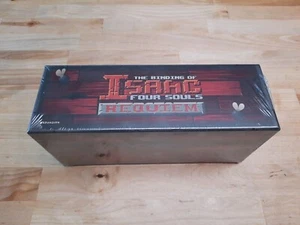 THE BINDING OF
ISAAC
FOUR SOULS
REQUIEM